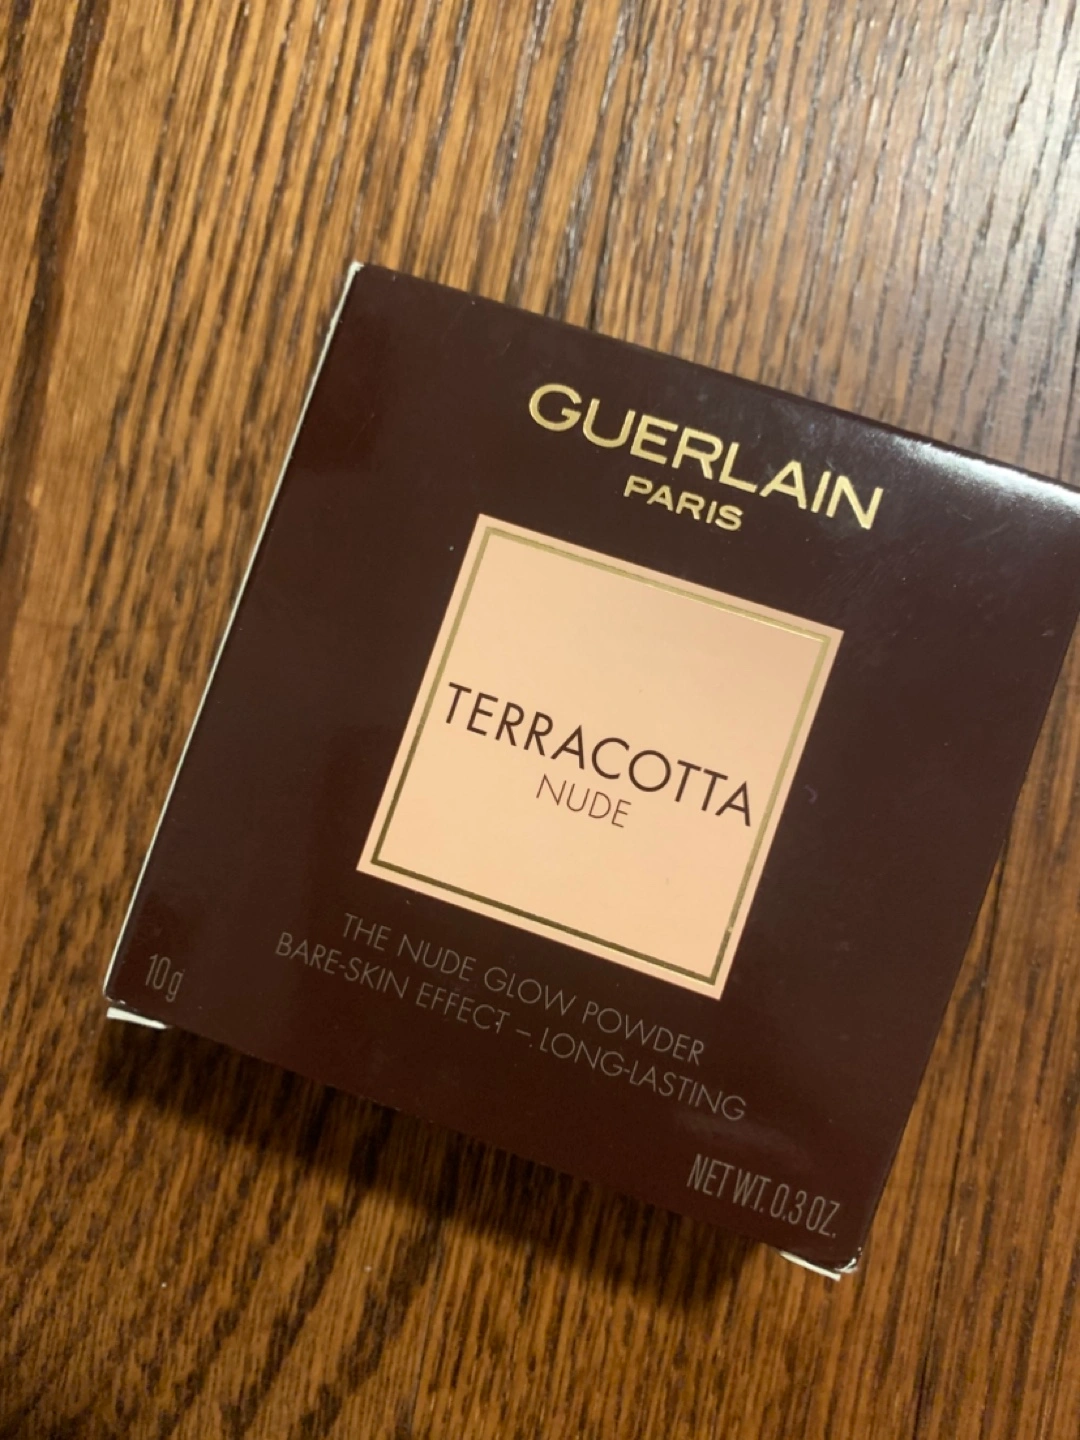 GUERLAIN
PARIS
TERRACOTTA
NUDE
THE NUDE GLOW POWDER
BARE-SKIN EFFECT – LONG-LASTING
10g
NET WT. 0.3 OZ.